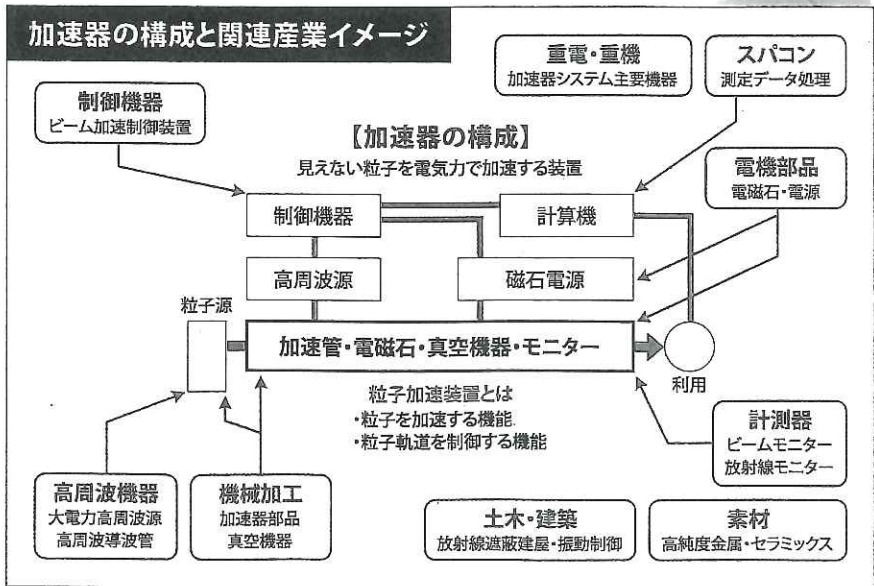 加速器の構成と関連産業イメージ
重電・重機
加速器システム主要機器
スパコン
測定データ処理
制御機器
ビーム加速制御装置
【加速器の構成】
見えない粒子を電気力で加速する装置
電機部品
電磁石・電源
制御機器
計算機
高周波源
磁石電源
粒子源
加速管・電磁石・真空機器・モニター
利用
粒子加速装置とは
・粒子を加速する機能
・粒子軌道を制御する機能
計測器
ビームモニター
放射線モニター
高周波機器
大電力高周波源
高周波導波管
機械加工
加速器部品
真空機器
土木・建築
放射線遮蔽建屋・振動制御
素材
高純度金属・セラミックス